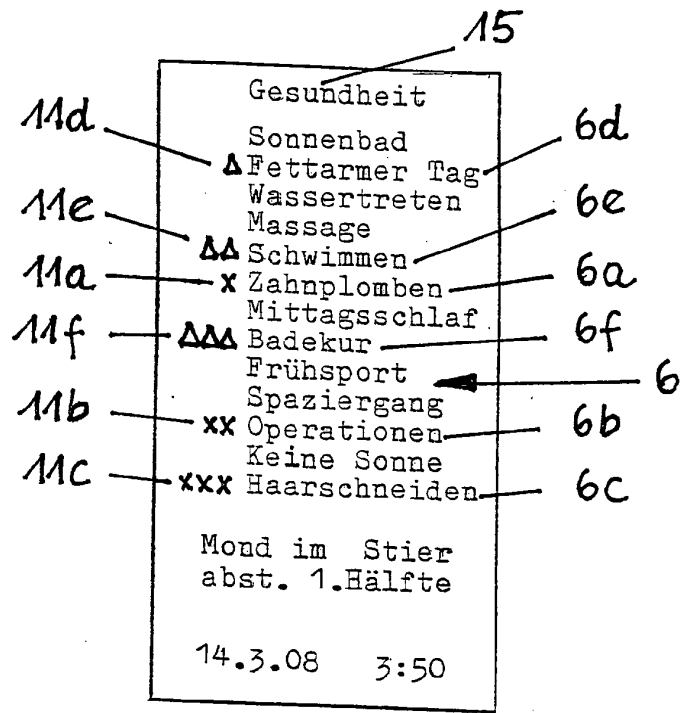 15
Gesundheit
11d Sonnenbad 6d
Δ Fettarmer Tag
Wassertreten
11e Massage 6e
ΔΔ Schwimmen
11a x Zahnplomben 6a
Mittagsschlaf
11f ΔΔΔ Badekur 6f
Frühsport
6
Spaziergang
11b xx Operationen 6b
Keine Sonne
11c xxx Haarschneiden 6c
Mond im Stier
abst. 1.Hälfte
14.3.08 3:50